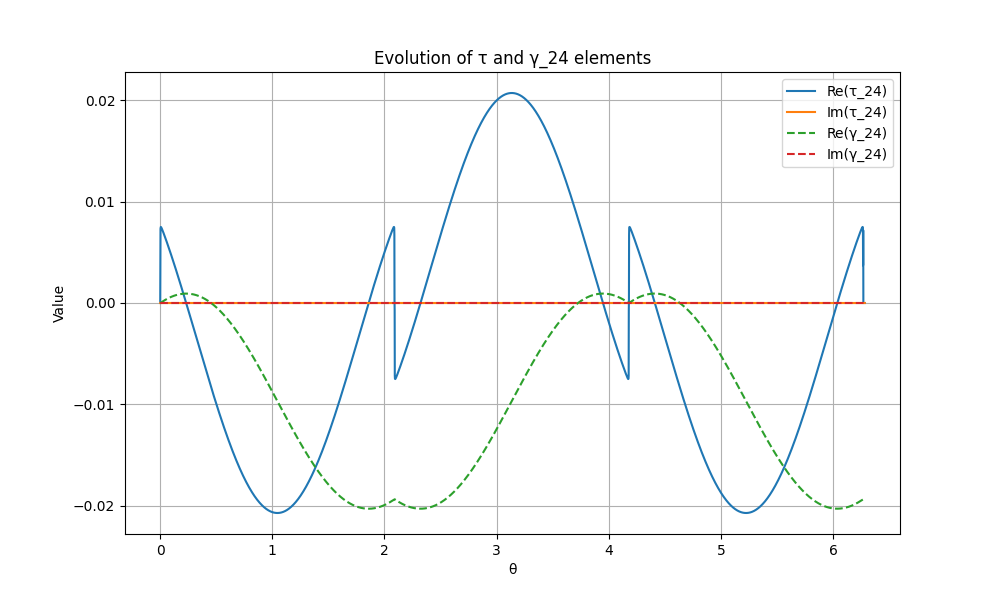 Evolution of τ and γ_24 elements
Re(τ_24)
Im(τ_24)
Re(γ_24)
Im(γ_24)
Value
0.02
0.01
0.00
−0.01
−0.02
0 1 2 3 4 5 6
θ